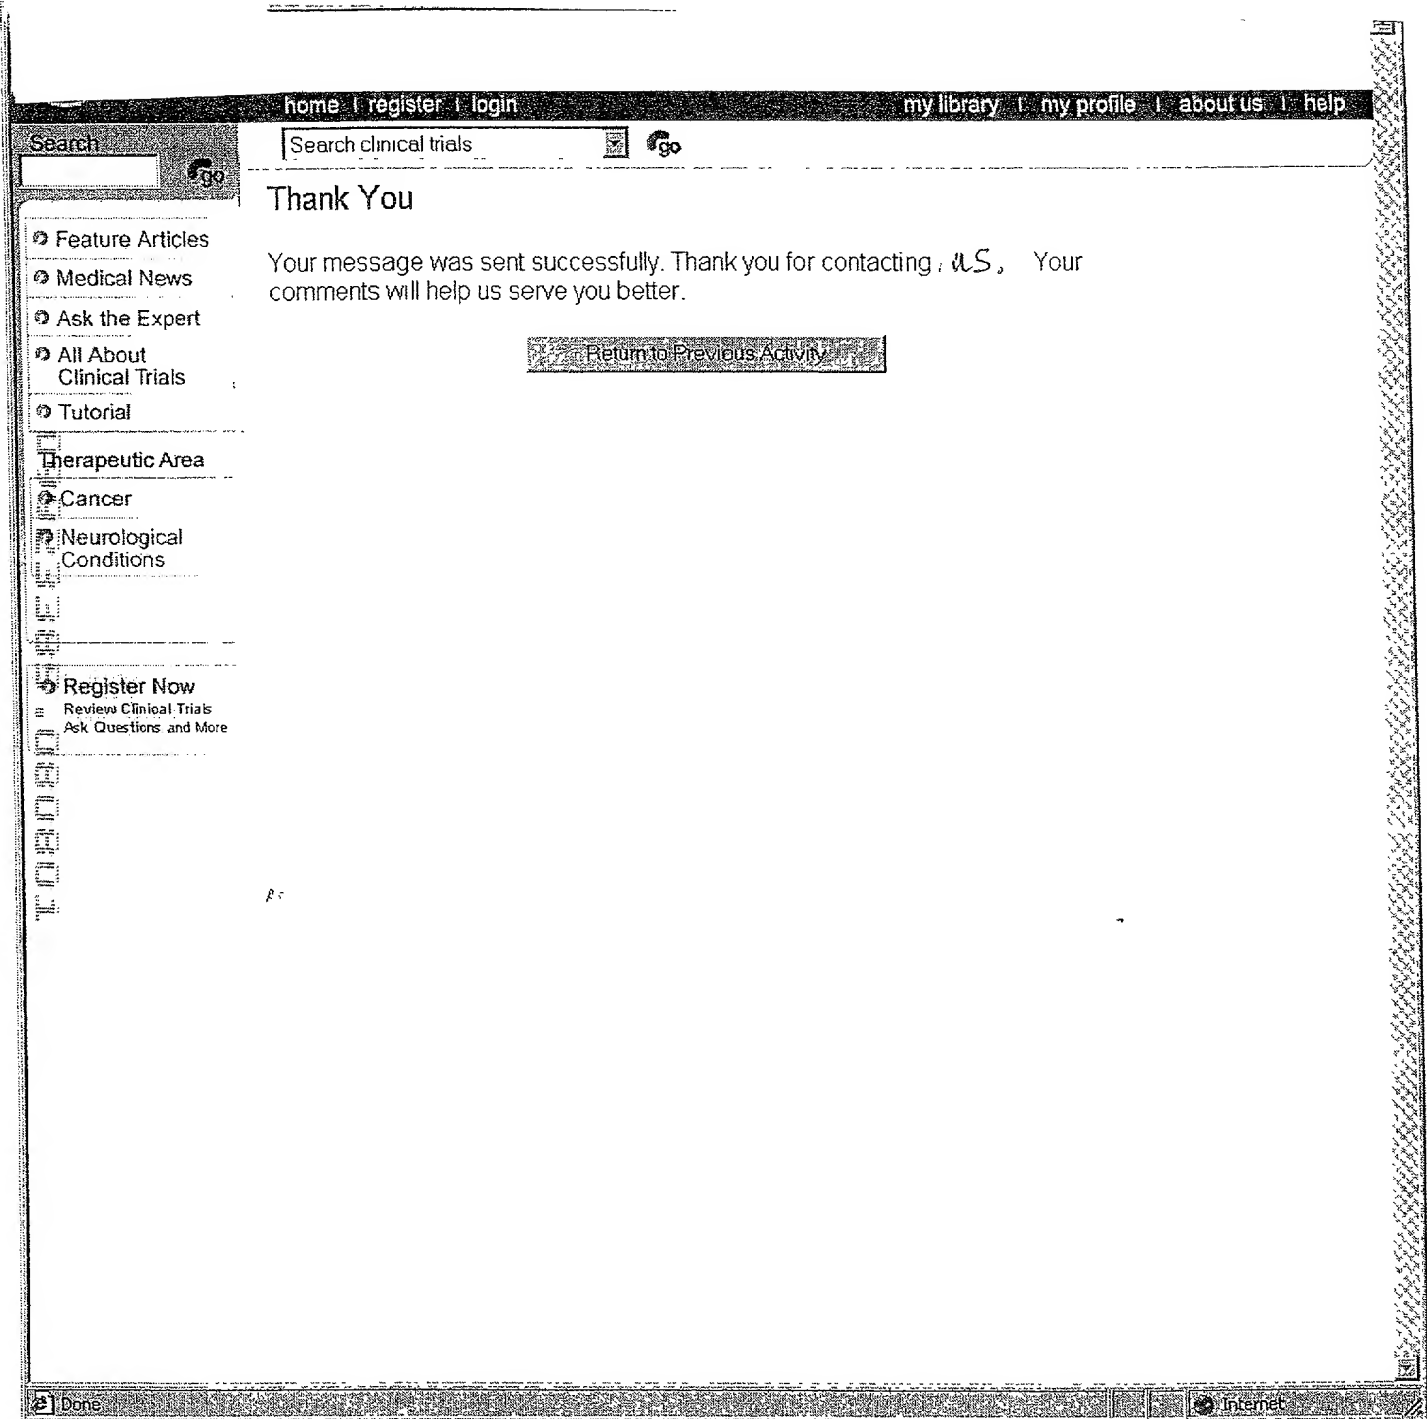 home | register | login
my library | my profile | about us | help
Search
go
Search clinical trials
go
Thank You
Your message was sent successfully. Thank you for contacting us. Your
comments will help us serve you better.
Return to Previous Activity
Feature Articles
Medical News
Ask the Expert
All About
Clinical Trials
Tutorial
Therapeutic Area
Cancer
Neurological
Conditions
Register Now
Review Clinical Trials
Ask Questions and More
Done
Internet